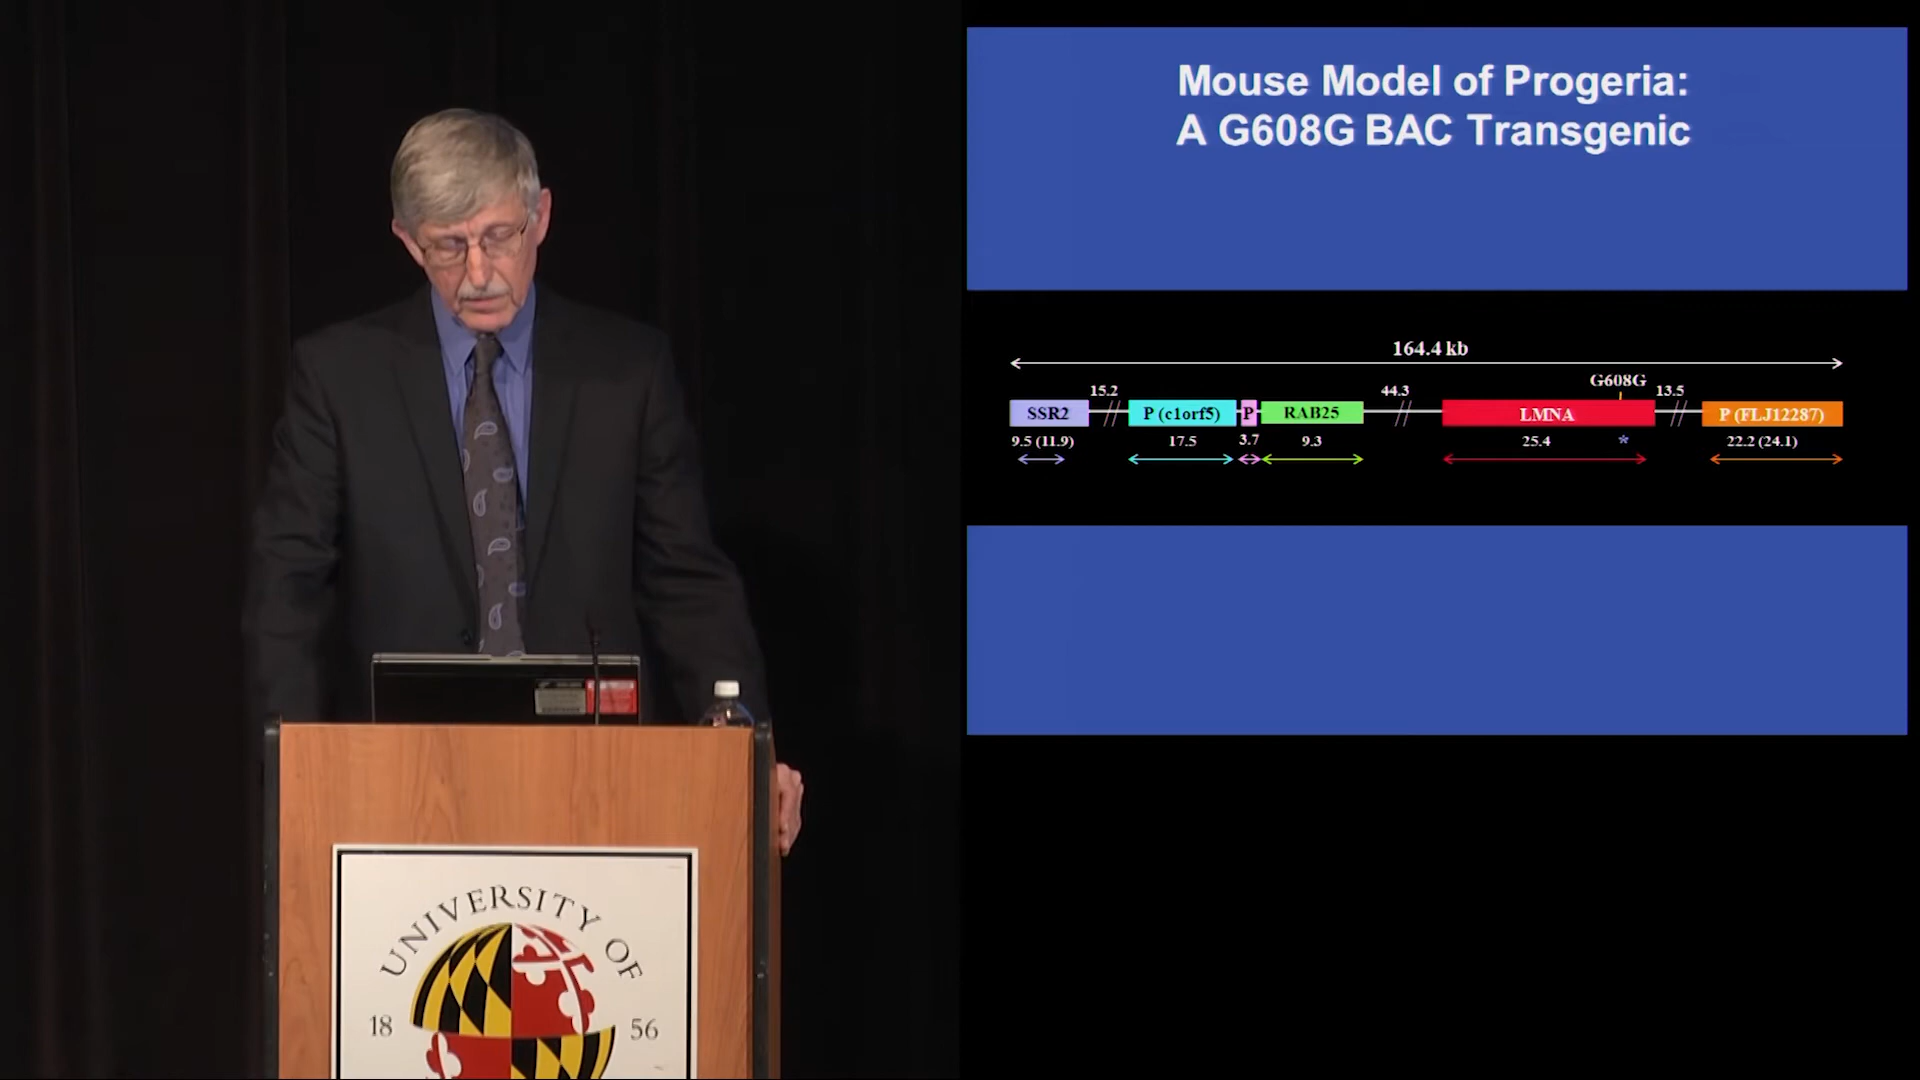 Mouse Model of Progeria:
A G608G BAC Transgenic
164.4 kb
G608G
15.2
44.3
13.5
SSR2
P (c1orf5)
P
RAB25
LMNA
P (FLJ12287)
9.5 (11.9)
17.5
3.7
9.3
25.4
*
22.2 (24.1)
UNIVERSITY OF
18 56